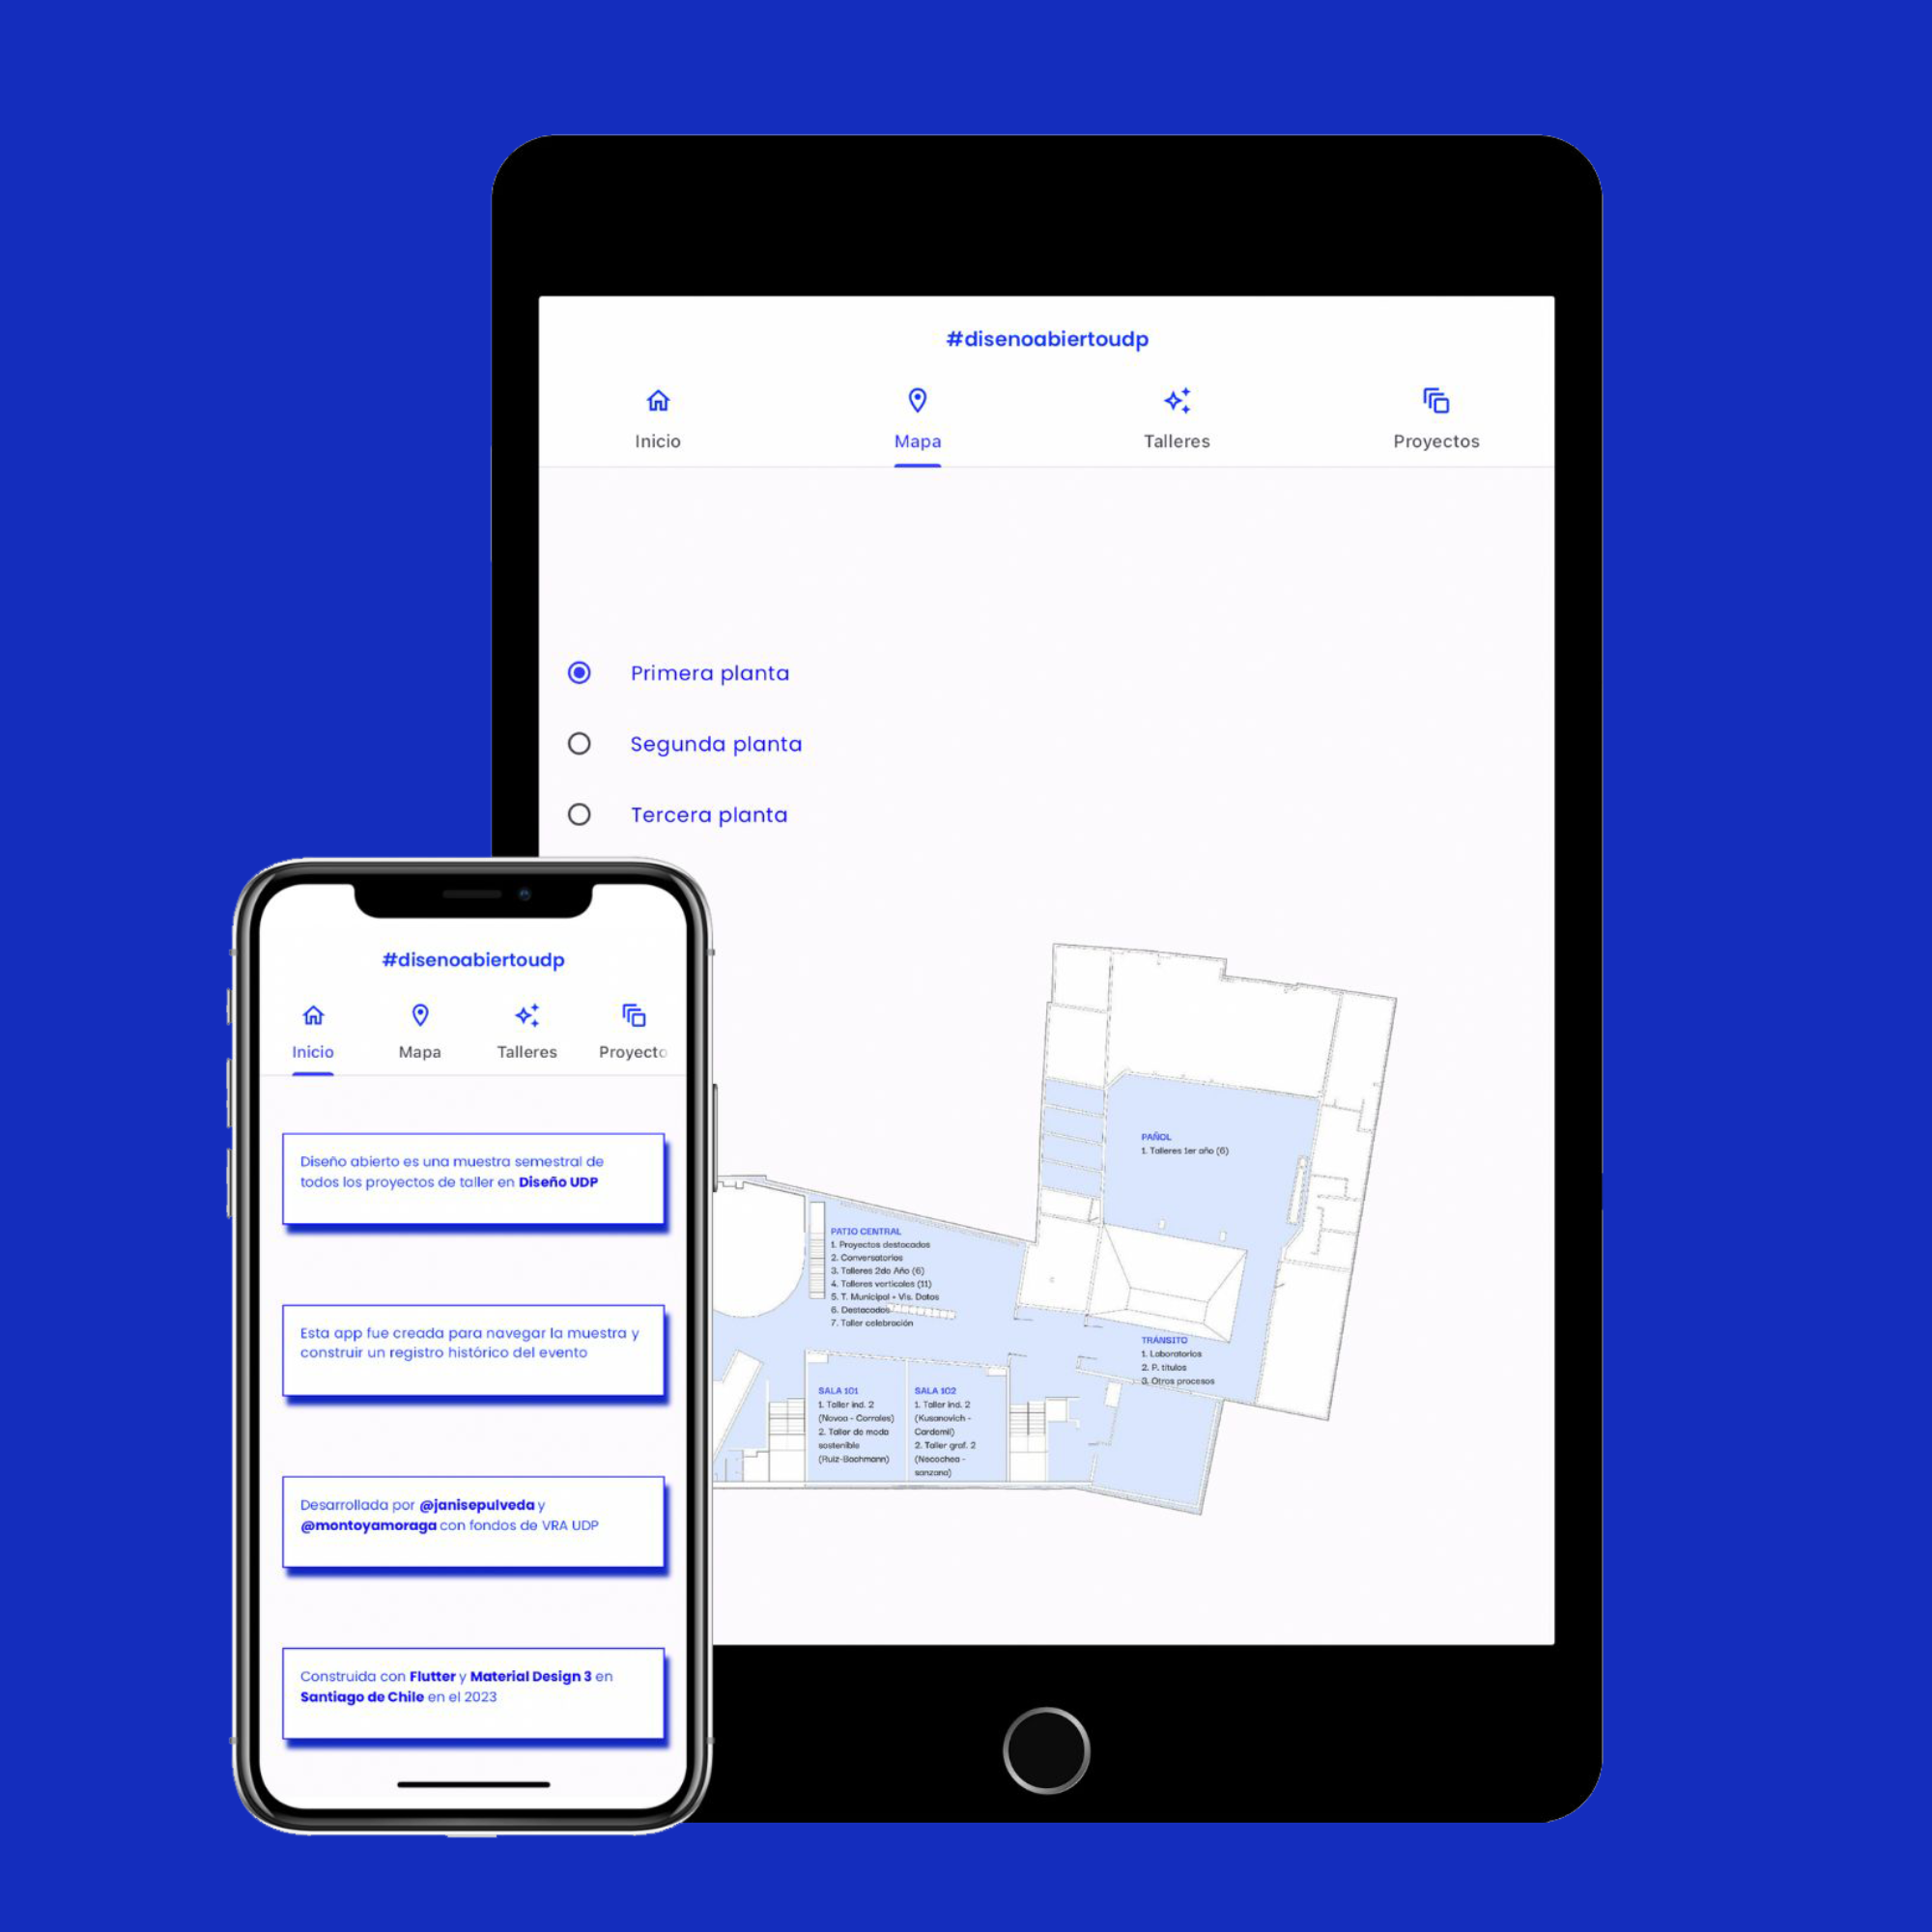 #disenoabiertoudp
Inicio
Mapa
Talleres
Proyectos
Primera planta
Segunda planta
Tercera planta
PAÑOL
1. Talleres 1er año (6)
PATIO CENTRAL
1. Proyectos destacados
2. Conversatorios
3. Talleres 2do Año (6)
4. Talleres verticales (11)
5. T. Municipal + Vis. Datos
6. Destacados
7. Taller celebración
TRÁNSITO
1. Laboratorios
2. P. títulos
3. Otros procesos
SALA 101
1. Taller ind. 2
(Novoa - Corrales)
2. Taller de moda
sostenible
(Ruiz-Bachmann)
SALA 102
1. Taller ind. 2
(Kusanovich -
Cardemil)
2. Taller graf. 2
(Necochea -
sanzana)
#disenoabiertoudp
Inicio
Mapa
Talleres
Proyecto
Diseño abierto es una muestra semestral de
todos los proyectos de taller en Diseño UDP
Esta app fue creada para navegar la muestra y
construir un registro histórico del evento
Desarrollada por @janisepulveda y
@montoyamoraga con fondos de VRA UDP
Construida con Flutter y Material Design 3 en
Santiago de Chile en el 2023